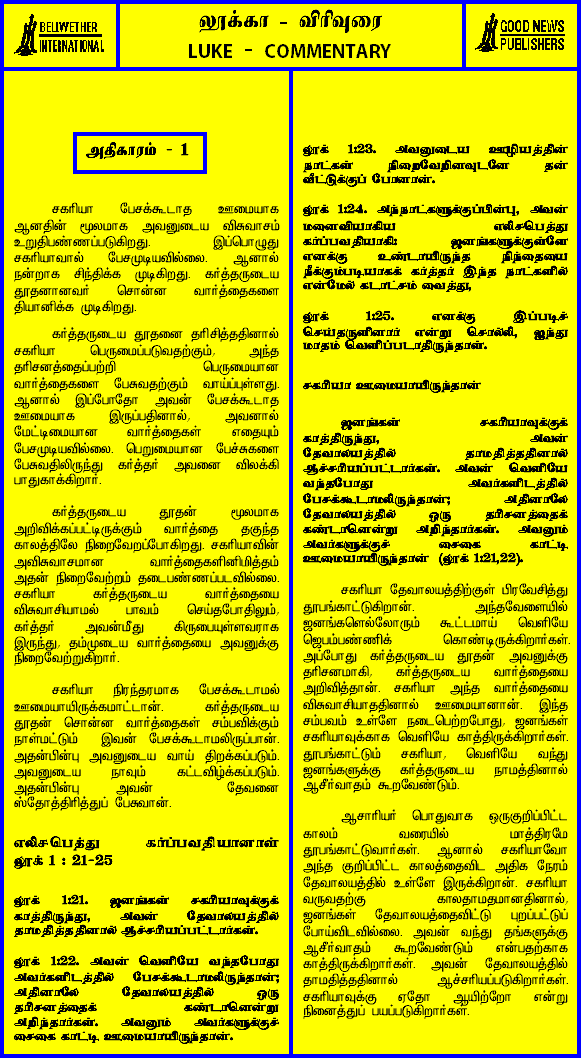 BELLWETHER
INTERNATIONAL
லூக்கா - விரிவுரை
LUKE - COMMENTARY
GOOD NEWS
PUBLISHERS
அதிகாரம் - 1
சகரியா பேசக்கூடாத ஊமையாக
ஆனதின் மூலமாக அவனுடைய விசுவாசம்
உறுதிபண்ணப்படுகிறது. இப்பொழுது
சகரியாவால் பேசமுடியவில்லை. ஆனால்
நன்றாக சிந்திக்க முடிகிறது. கர்த்தருடைய
தூதனானவர் சொன்ன வார்த்தைகளை
தியானிக்க முடிகிறது.
கர்த்தருடைய தூதனை தரிசித்ததினால்
சகரியா பெருமைப்படுவதற்கும், அந்த
தரிசனத்தைப்பற்றி பெருமையான
வார்த்தைகளை பேசுவதற்கும் வாய்ப்புள்ளது.
ஆனால் இப்போதோ அவன் பேசக்கூடாத
ஊமையாக இருப்பதினால், அவனால்
மேட்டிமையான வார்த்தைகள் எதையும்
பேசமுடியவில்லை. பெறுமையான பேச்சுகளை
பேசுவதிலிருந்து கர்த்தர் அவனை விலக்கி
பாதுகாக்கிறார்.
கர்த்தருடைய தூதன் மூலமாக
அறிவிக்கப்பட்டிருக்கும் வார்த்தை தகுந்த
காலத்திலே நிறைவேறப்போகிறது. சகரியாவின்
அவிசுவாசமான வார்த்தைகளினிமித்தம்
அதன் நிறைவேற்றம் தடைபண்ணப்படவில்லை.
சகரியா கர்த்தருடைய வார்த்தையை
விசுவாசியாமல் பாவம் செய்தபோதிலும்,
கர்த்தர் அவன்மீது கிருபையுள்ளவராக
இருந்து, தம்முடைய வார்த்தையை அவனுக்கு
நிறைவேற்றுகிறார்.
சகரியா நிரந்தரமாக பேசக்கூடாமல்
ஊமையாயிருக்கமாட்டான். கர்த்தருடைய
தூதன் சொன்ன வார்த்தைகள் சம்பவிக்கும்
நாள்மட்டும் இவன் பேசக்கூடாமலிருப்பான்.
அதன்பின்பு அவனுடைய வாய் திறக்கப்படும்.
அவனுடைய நாவும் கட்டவிழ்க்கப்படும்.
அதன்பின்பு அவன் தேவனை
ஸ்தோத்திரித்துப் பேசுவான்.
எலிசபெத்து கர்ப்பவதியானாள்
லூக் 1 : 21-25
லூக் 1:21. ஜனங்கள் சகரியாவுக்குக்
காத்திருந்து, அவன் தேவாலயத்தில்
தாமதித்ததினால் ஆச்சரியப்பட்டார்கள்.
லூக் 1:22. அவன் வெளியே வந்தபோது
அவர்களிடத்தில் பேசக்கூடாமலிருந்தான்;
அதினாலே தேவாலயத்தில் ஒரு
தரிசனத்தைக் கண்டானென்று
அறிந்தார்கள். அவனும் அவர்களுக்குச்
சைகை காட்டி ஊமையாயிருந்தான்.
லூக் 1:23. அவனுடைய ஊழியத்தின்
நாட்கள் நிறைவேறினவுடனே தன்
வீட்டுக்குப் போனான்.
லூக் 1:24. அந்நாட்களுக்குப்பின்பு, அவன்
மனைவியாகிய எலிசபெத்து
கர்ப்பவதியாகி: ஜனங்களுக்குள்ளே
எனக்கு உண்டாயிருந்த நிந்தையை
நீக்கும்படியாகக் கர்த்தர் இந்த நாட்களில்
என்மேல் கடாட்சம் வைத்து,
லூக் 1:25. எனக்கு இப்படிச்
செய்தருளினார் என்று சொல்லி, ஐந்து
மாதம் வெளிப்படாதிருந்தாள்.
சகரியா ஊமையாயிருந்தான்
ஜனங்கள் சகரியாவுக்குக்
காத்திருந்து, அவன்
தேவாலயத்தில் தாமதித்ததினால்
ஆச்சரியப்பட்டார்கள். அவன் வெளியே
வந்தபோது அவர்களிடத்தில்
பேசக்கூடாமலிருந்தான்; அதினாலே
தேவாலயத்தில் ஒரு தரிசனத்தைக்
கண்டானென்று அறிந்தார்கள். அவனும்
அவர்களுக்குச் சைகை காட்டி
ஊமையாயிருந்தான் (லூக் 1:21,22).
சகரியா தேவாலயத்திற்குள் பிரவேசித்து
தூபங்காட்டுகிறான். அந்தவேளையில்
ஜனங்களெல்லோரும் கூட்டமாய் வெளியே
ஜெபம்பண்ணிக் கொண்டிருக்கிறார்கள்.
அப்போது கர்த்தருடைய தூதன் அவனுக்கு
தரிசனமாகி, கர்த்தருடைய வார்த்தையை
அறிவித்தான். சகரியா அந்த வார்த்தையை
விசுவாசியாததினால் ஊமையானான். இந்த
சம்பவம் உள்ளே நடைபெற்றபோது, ஜனங்கள்
சகரியாவுக்காக வெளியே காத்திருக்கிறார்கள்.
தூபங்காட்டும் சகரியா, வெளியே வந்து
ஜனங்களுக்கு கர்த்தருடைய நாமத்தினால்
ஆசீர்வாதம் கூறவேண்டும்.
ஆசாரியர் பொதுவாக ஒருகுறிப்பிட்ட
காலம் வரையில் மாத்திரமே
தூபங்காட்டுவார்கள். ஆனால் சகரியாவோ
அந்த குறிப்பிட்ட காலத்தைவிட அதிக நேரம்
தேவாலயத்தில் உள்ளே இருக்கிறான். சகரியா
வருவதற்கு காலதாமதமானதினால்,
ஜனங்கள் தேவாலயத்தைவிட்டு புறப்பட்டுப்
போய்விடவில்லை. அவன் வந்து தங்களுக்கு
ஆசீர்வாதம் கூறவேண்டும் என்பதற்காக
காத்திருக்கிறார்கள். அவன் தேவாலயத்தில்
தாமதித்ததினால் ஆச்சரியப்படுகிறார்கள்.
சகரியாவுக்கு ஏதோ ஆயிற்றோ என்று
நினைத்துப் பயப்படுகிறார்கள்.